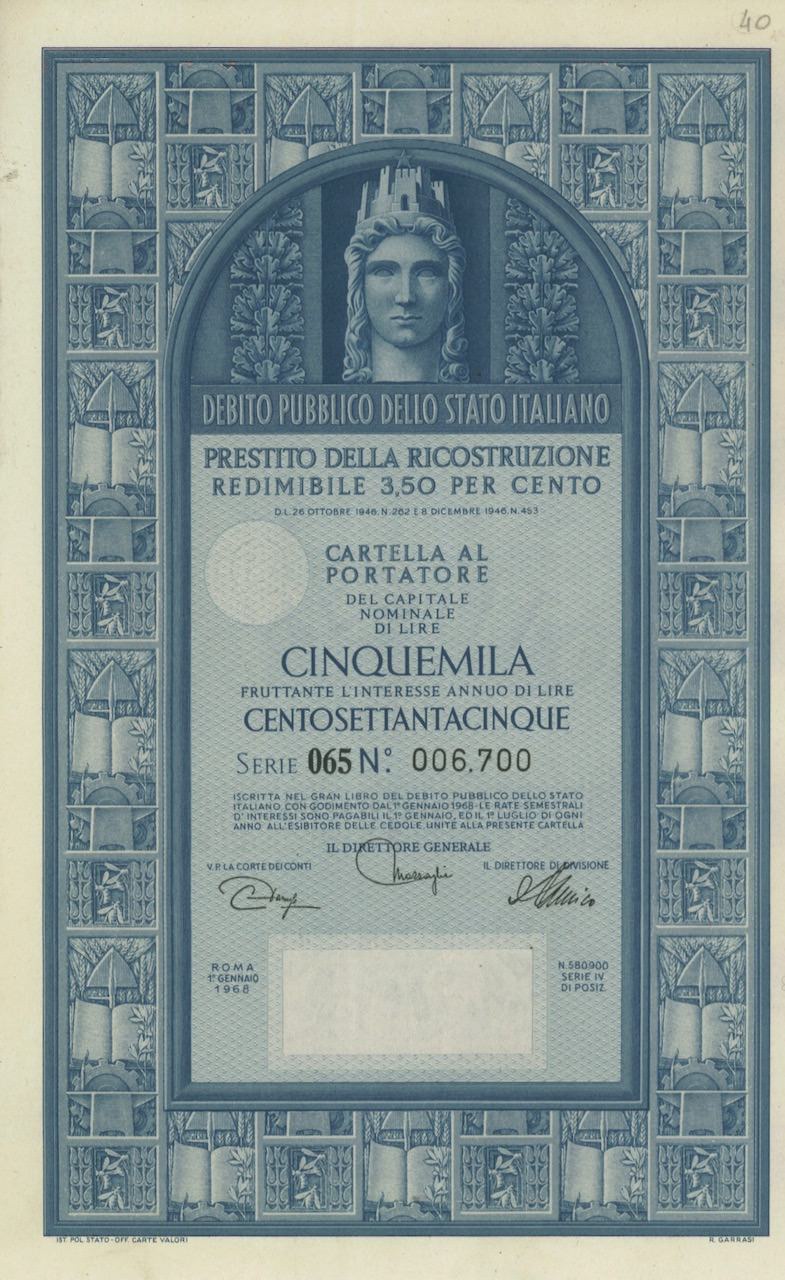 40
DEBITO PUBBLICO DELLO STATO ITALIANO
PRESTITO DELLA RICOSTRUZIONE
REDIMIBILE 3,50 PER CENTO
D.L. 26 OTTOBRE 1946. N. 262 E 8 DICEMBRE 1946. N. 453
CARTELLA AL
PORTATORE
DEL CAPITALE
NOMINALE
DI LIRE
CINQUEMILA
FRUTTANTE L'INTERESSE ANNUO DI LIRE
CENTOSETTANTACINQUE
SERIE 065 N.º 006.700
ISCRITTA NEL GRAN LIBRO DEL DEBITO PUBBLICO DELLO STATO
ITALIANO CON GODIMENTO DAL 1º GENNAIO 1968 - LE RATE SEMESTRALI
D'INTERESSI SONO PAGABILI IL 1º GENNAIO, ED IL 1º LUGLIO DI OGNI
ANNO ALL'ESIBITORE DELLE CEDOLE UNITE ALLA PRESENTE CARTELLA
IL DIRETTORE GENERALE
V.P. LA CORTE DEI CONTI
IL DIRETTORE DI DIVISIONE
ROMA
1º GENNAIO
1968
N. 580900
SERIE IV
DI POSIZ.
IST. POL. STATO - OFF. CARTE VALORI
R. GARRASI